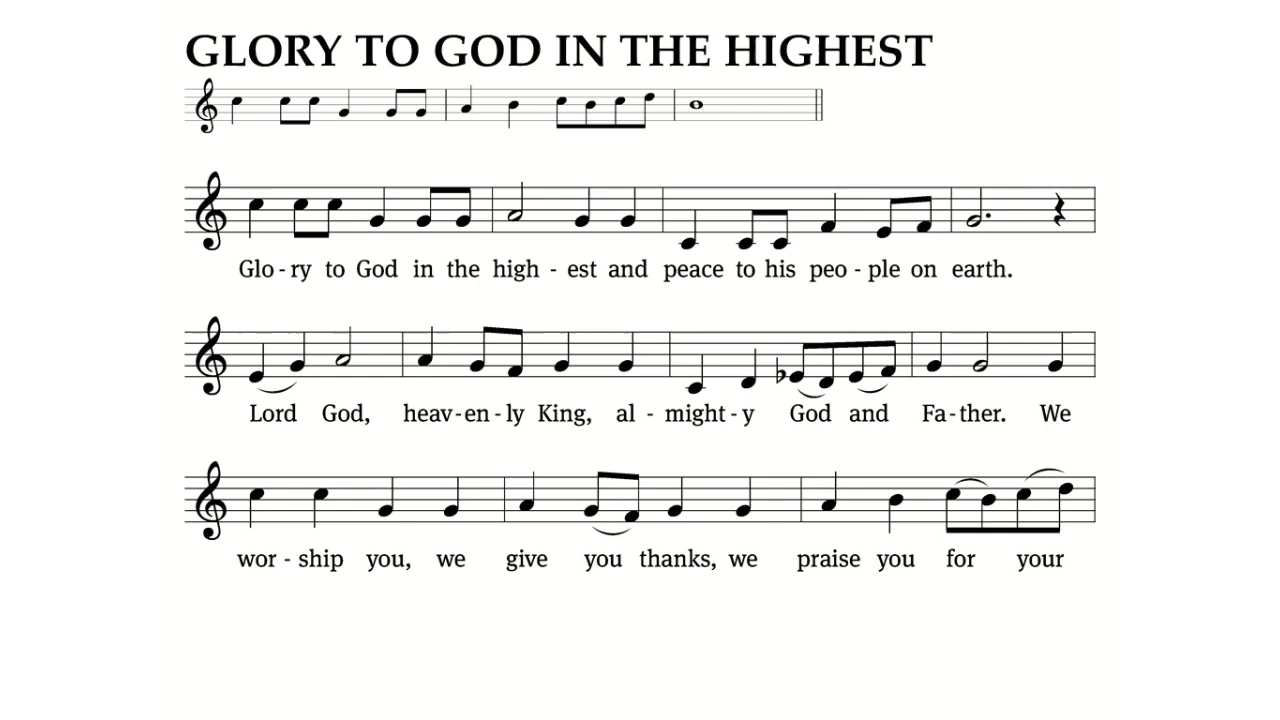 GLORY TO GOD IN THE HIGHEST
Glo - ry to God in the high - est and peace to his peo - ple on earth.
Lord God, heav - en - ly King, al - might - y God and Fa - ther. We
wor - ship you, we give you thanks, we praise you for your